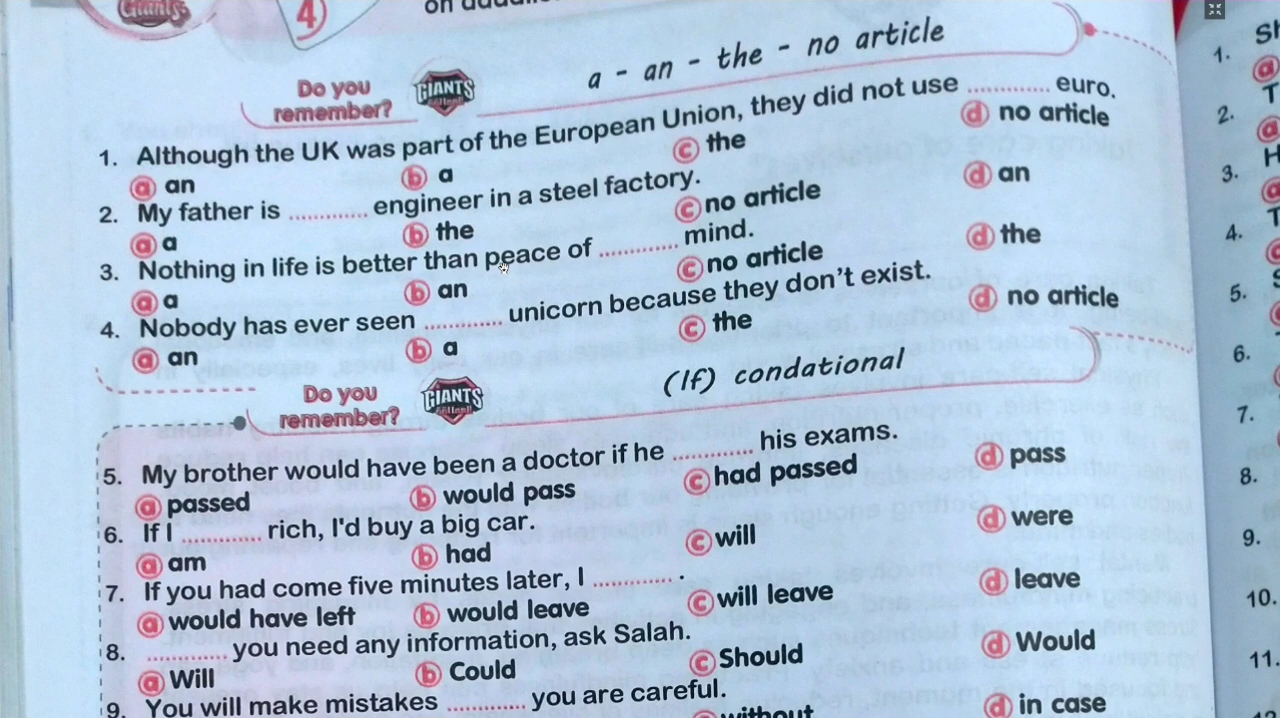 Giants
4
on
a - an - the - no article
Do you
remember?
GIANTS
1. Although the UK was part of the European Union, they did not use ............ euro.
a an b a c the d no article
2. My father is ............ engineer in a steel factory.
a a b the c no article d an
3. Nothing in life is better than peace of ............ mind.
a a b an c no article d the
4. Nobody has ever seen ............ unicorn because they don't exist.
a an b a c the d no article
Do you
remember?
GIANTS
(If) condational
5. My brother would have been a doctor if he ............ his exams.
a passed b would pass c had passed d pass
6. If I ............ rich, I'd buy a big car.
a am b had c will d were
7. If you had come five minutes later, I ............ .
a would have left b would leave c will leave d leave
8. ............ you need any information, ask Salah.
a Will b Could c Should d Would
9. You will make mistakes ............ you are careful.
c without d in case
1.
a
2. T
a
3. H
4. T
5.
6.
7.
8.
9.
10.
11.